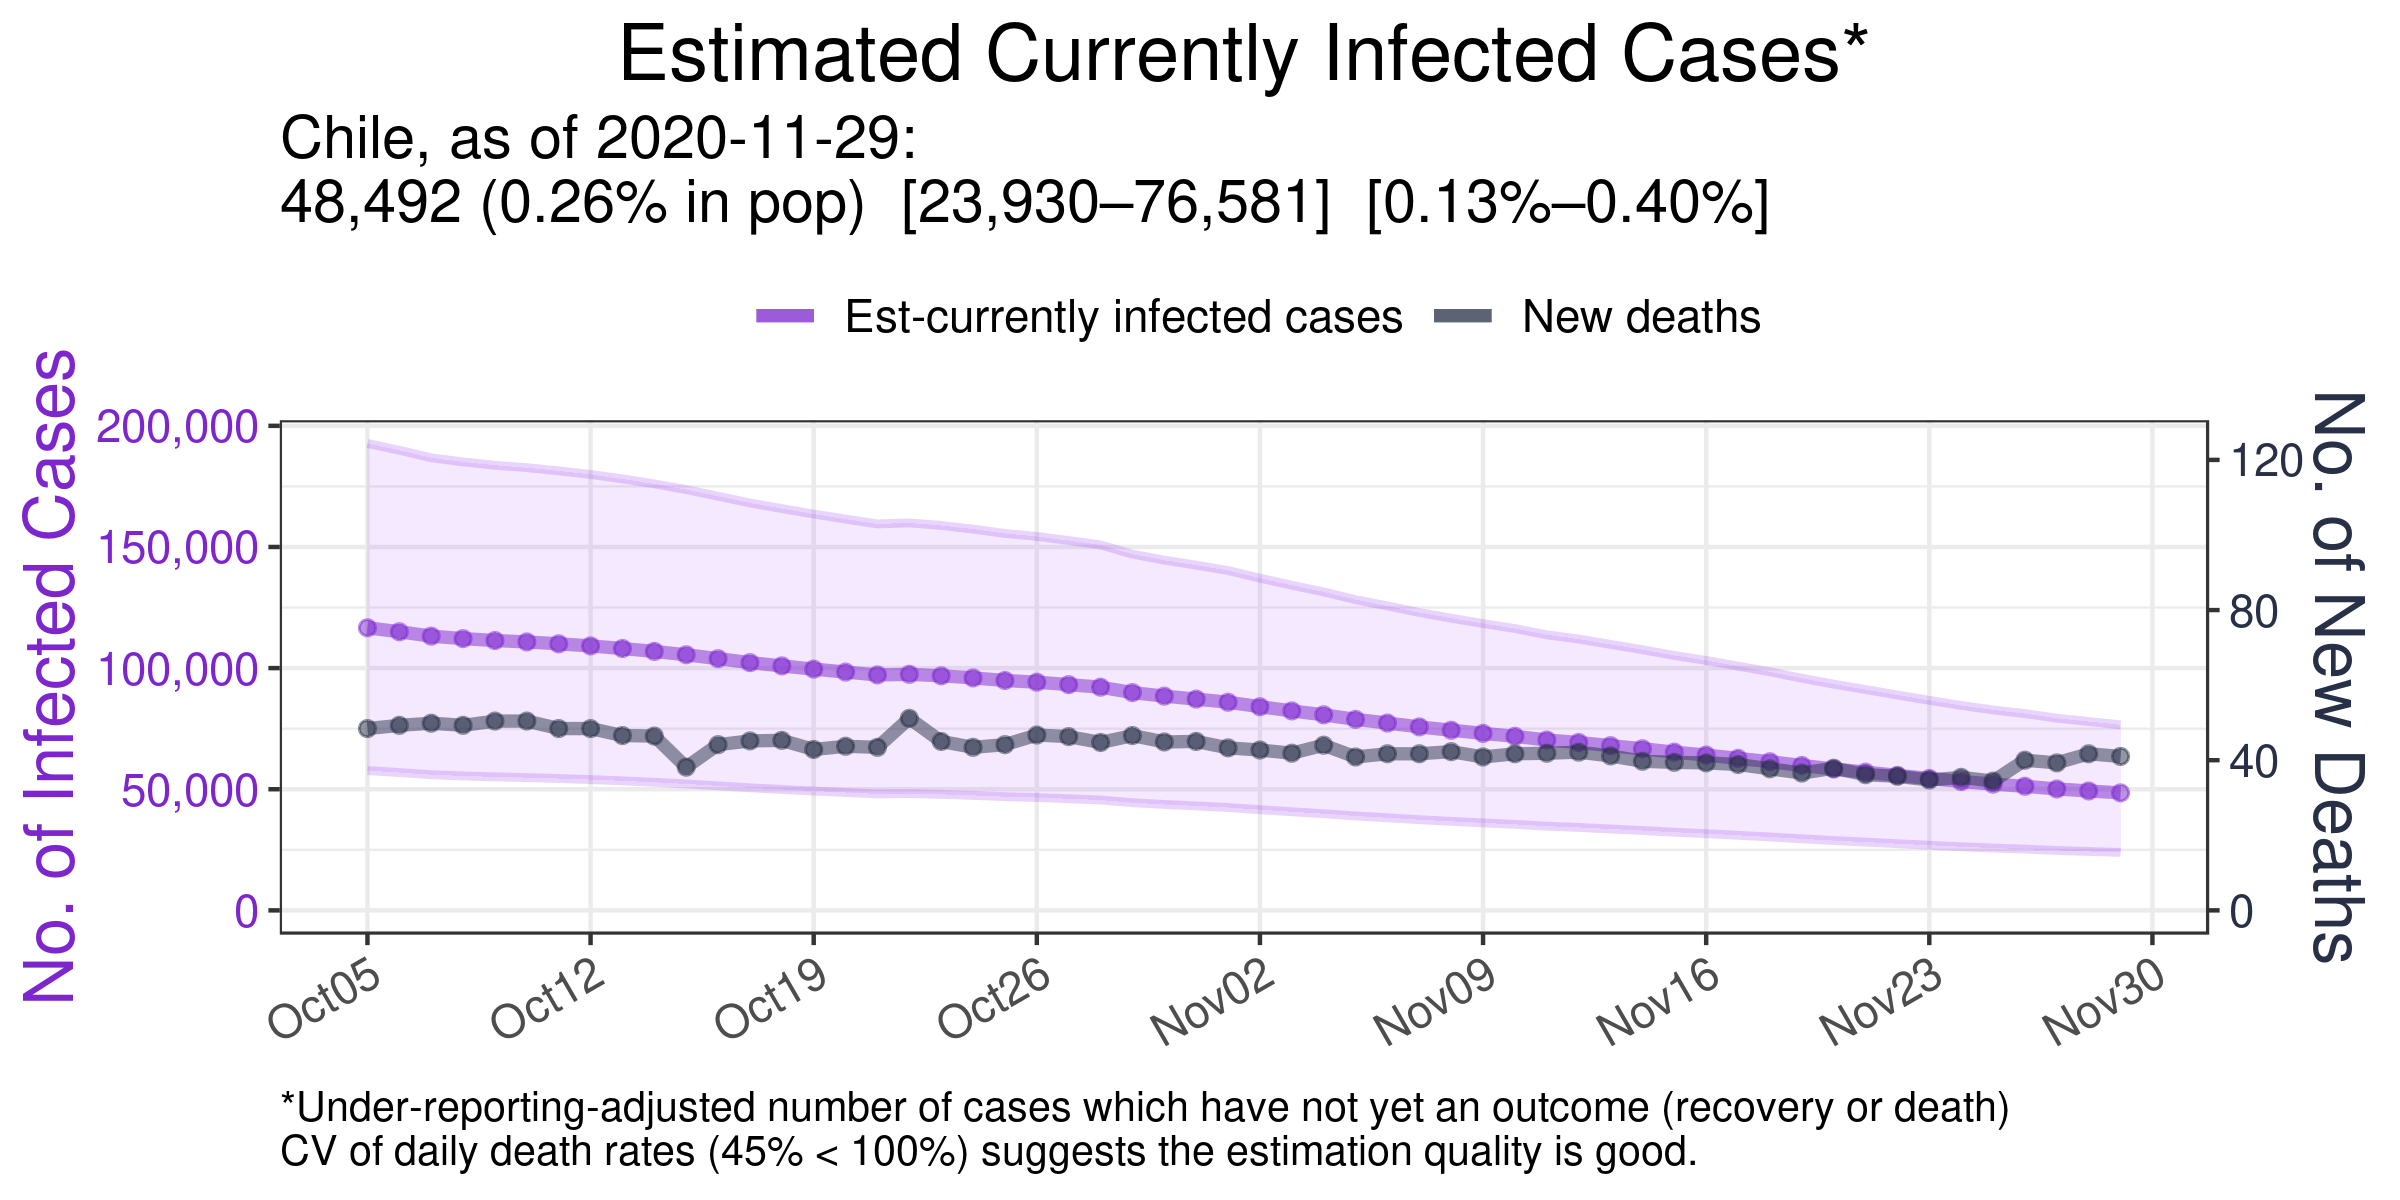 Estimated Currently Infected Cases*
Chile, as of 2020-11-29:
48,492 (0.26% in pop) [23,930–76,581] [0.13%–0.40%]
Est-currently infected cases
New deaths
No. of Infected Cases
200,000
150,000
100,000
50,000
0
120
80
40
0
No. of New Deaths
Oct05
Oct12
Oct19
Oct26
Nov02
Nov09
Nov16
Nov23
Nov30
*Under-reporting-adjusted number of cases which have not yet an outcome (recovery or death)
CV of daily death rates (45% < 100%) suggests the estimation quality is good.